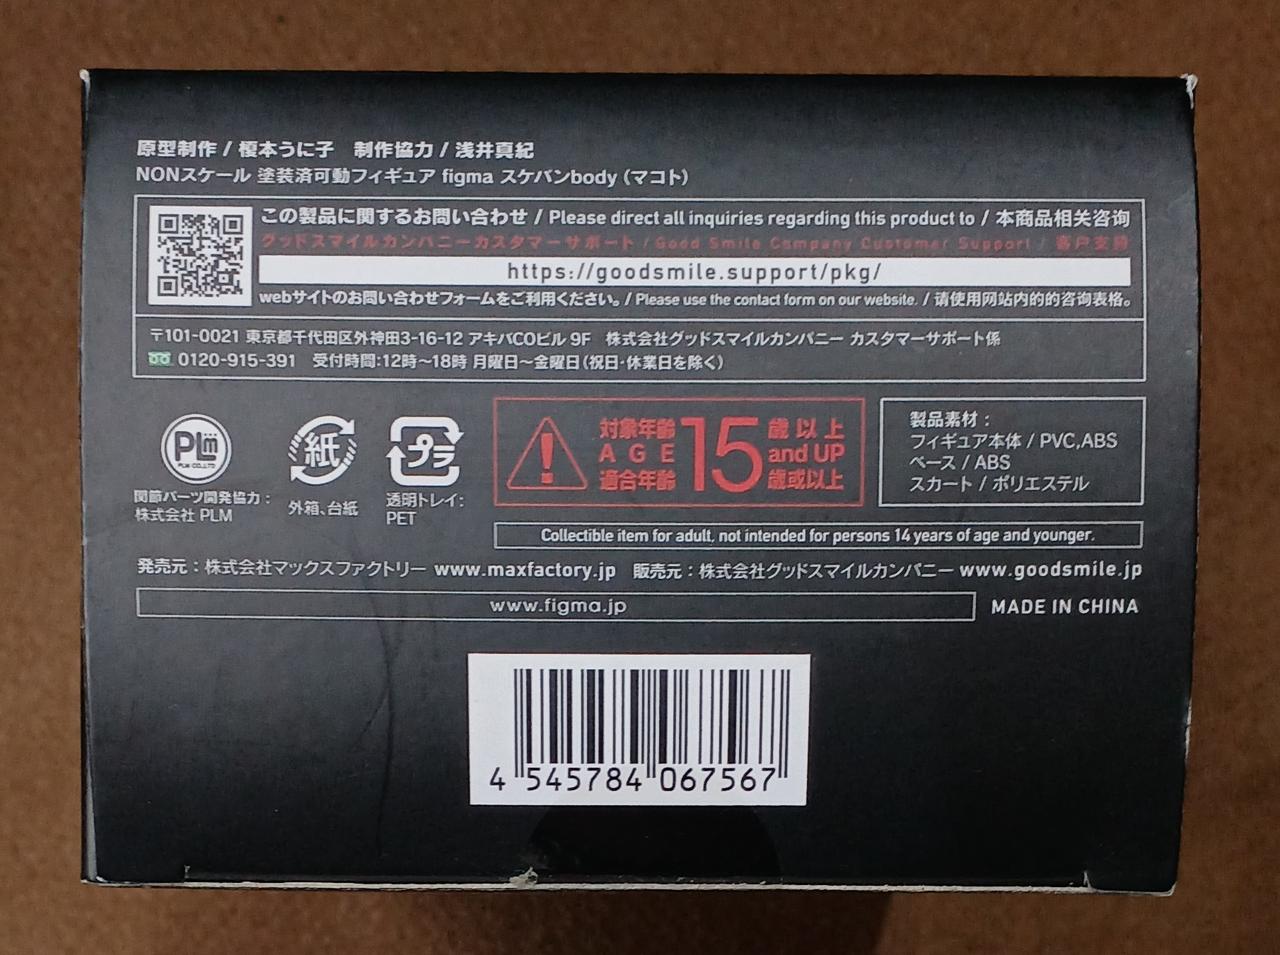 原型制作 / 榎本うに子　制作協力 / 浅井真紀
NONスケール 塗装済可動フィギュア figma スケバンbody（マコト）
この製品に関するお問い合わせ / Please direct all inquiries regarding this product to / 本商品相关咨询
グッドスマイルカンパニーカスタマーサポート / Good Smile Company Customer Support / 客户支持
https://goodsmile.support/pkg/
webサイトのお問い合わせフォームをご利用ください。/ Please use the contact form on our website. / 请使用网站内的的咨询表格。
〒101-0021 東京都千代田区外神田3-16-12 アキバCOビル 9F　株式会社グッドスマイルカンパニー カスタマーサポート係
0120-915-391　受付時間:12時～18時 月曜日～金曜日（祝日・休業日を除く）
PLM
PLM CO.,LTD
関節パーツ開発協力：
株式会社 PLM
紙
外箱、台紙
プラ
透明トレイ：
PET
対象年齢
AGE
適合年齢
15
歳以上
and UP
歳或以上
製品素材：
フィギュア本体 / PVC,ABS
ベース / ABS
スカート / ポリエステル
Collectible item for adult, not intended for persons 14 years of age and younger.
発売元：株式会社マックスファクトリー www.maxfactory.jp　販売元：株式会社グッドスマイルカンパニー www.goodsmile.jp
www.figma.jp
MADE IN CHINA
4 545784 067567